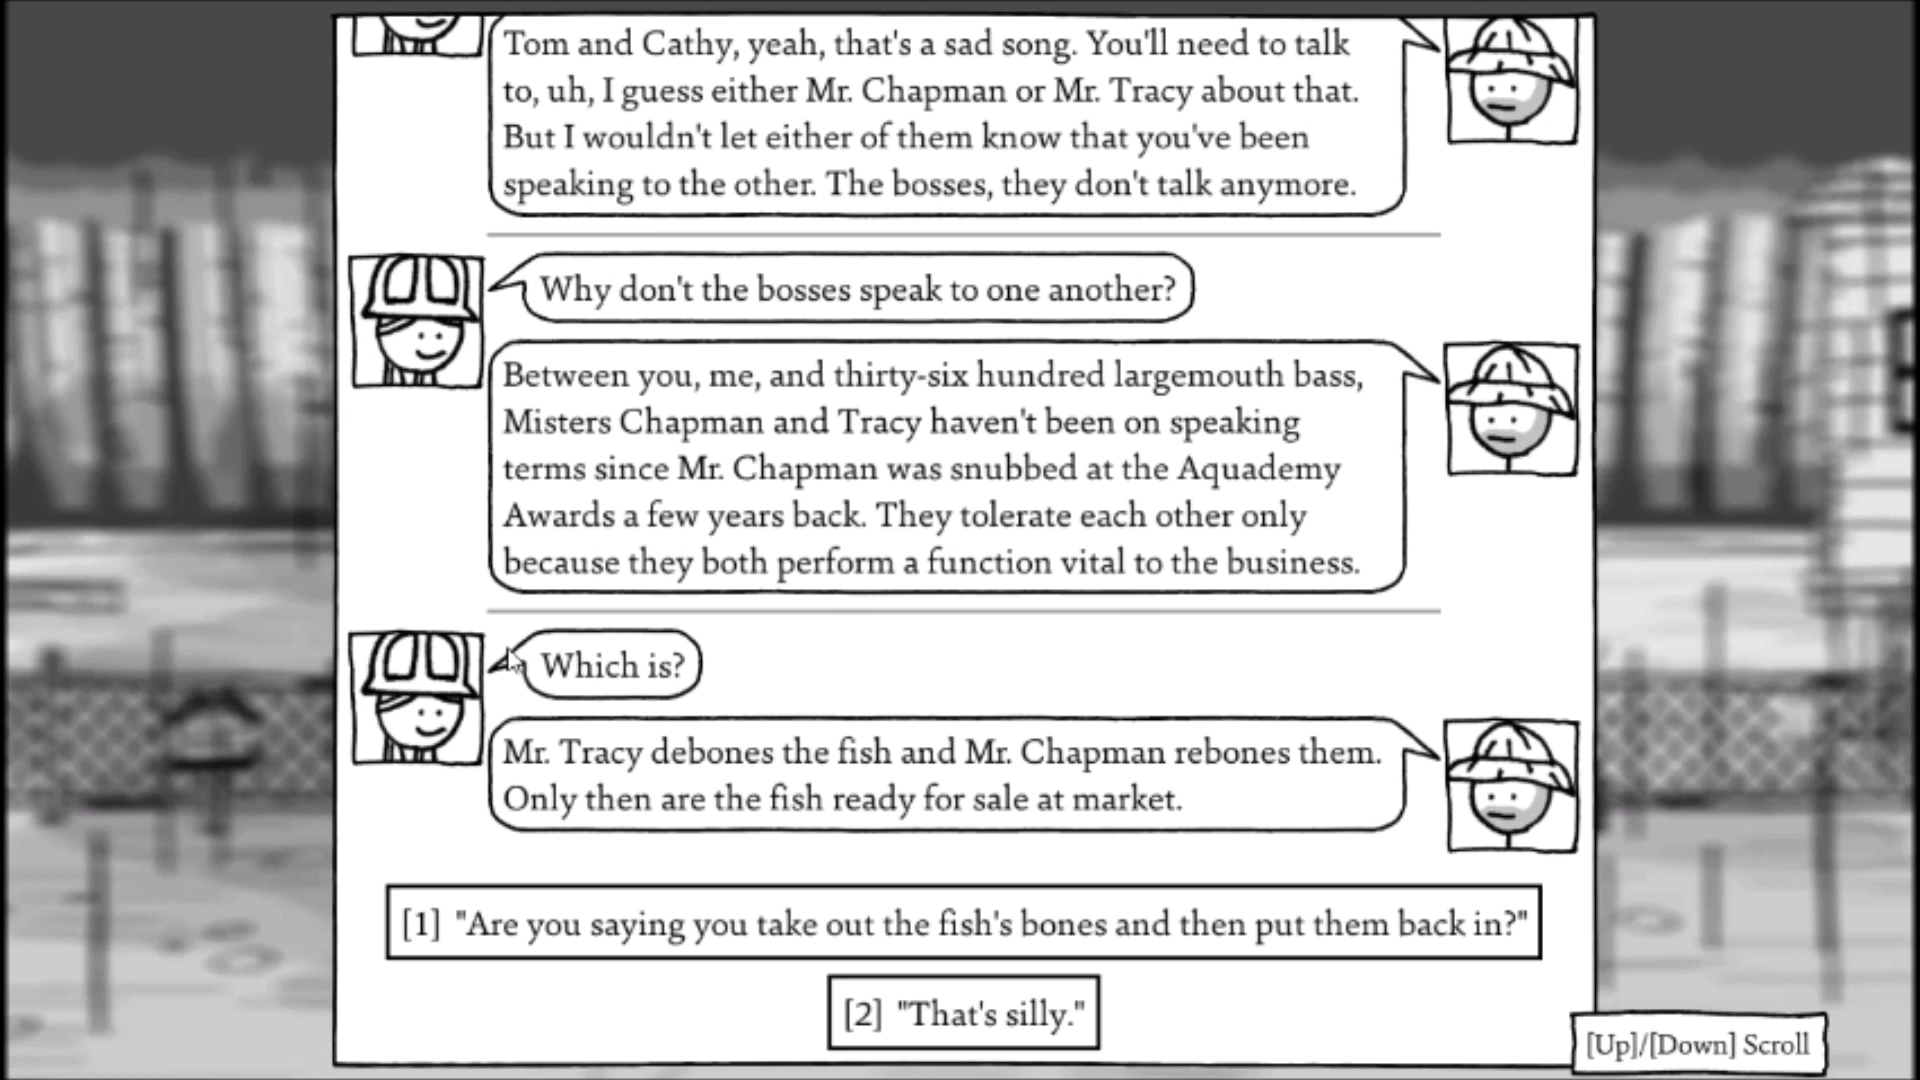 Tom and Cathy, yeah, that's a sad song. You'll need to talk
to, uh, I guess either Mr. Chapman or Mr. Tracy about that.
But I wouldn't let either of them know that you've been
speaking to the other. The bosses, they don't talk anymore.
Why don't the bosses speak to one another?
Between you, me, and thirty-six hundred largemouth bass,
Misters Chapman and Tracy haven't been on speaking
terms since Mr. Chapman was snubbed at the Aquademy
Awards a few years back. They tolerate each other only
because they both perform a function vital to the business.
Which is?
Mr. Tracy debones the fish and Mr. Chapman rebones them.
Only then are the fish ready for sale at market.
[1] "Are you saying you take out the fish's bones and then put them back in?"
[2] "That's silly."
[Up]/[Down] Scroll